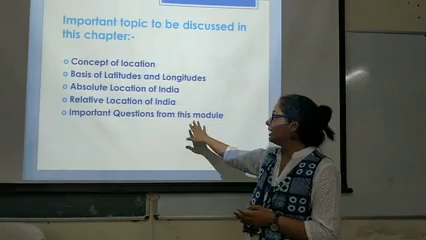 Important topic to be discussed in
this chapter:-
Concept of location
Basis of Latitudes and Longitudes
Absolute Location of India
Relative Location of India
Important Questions from this module